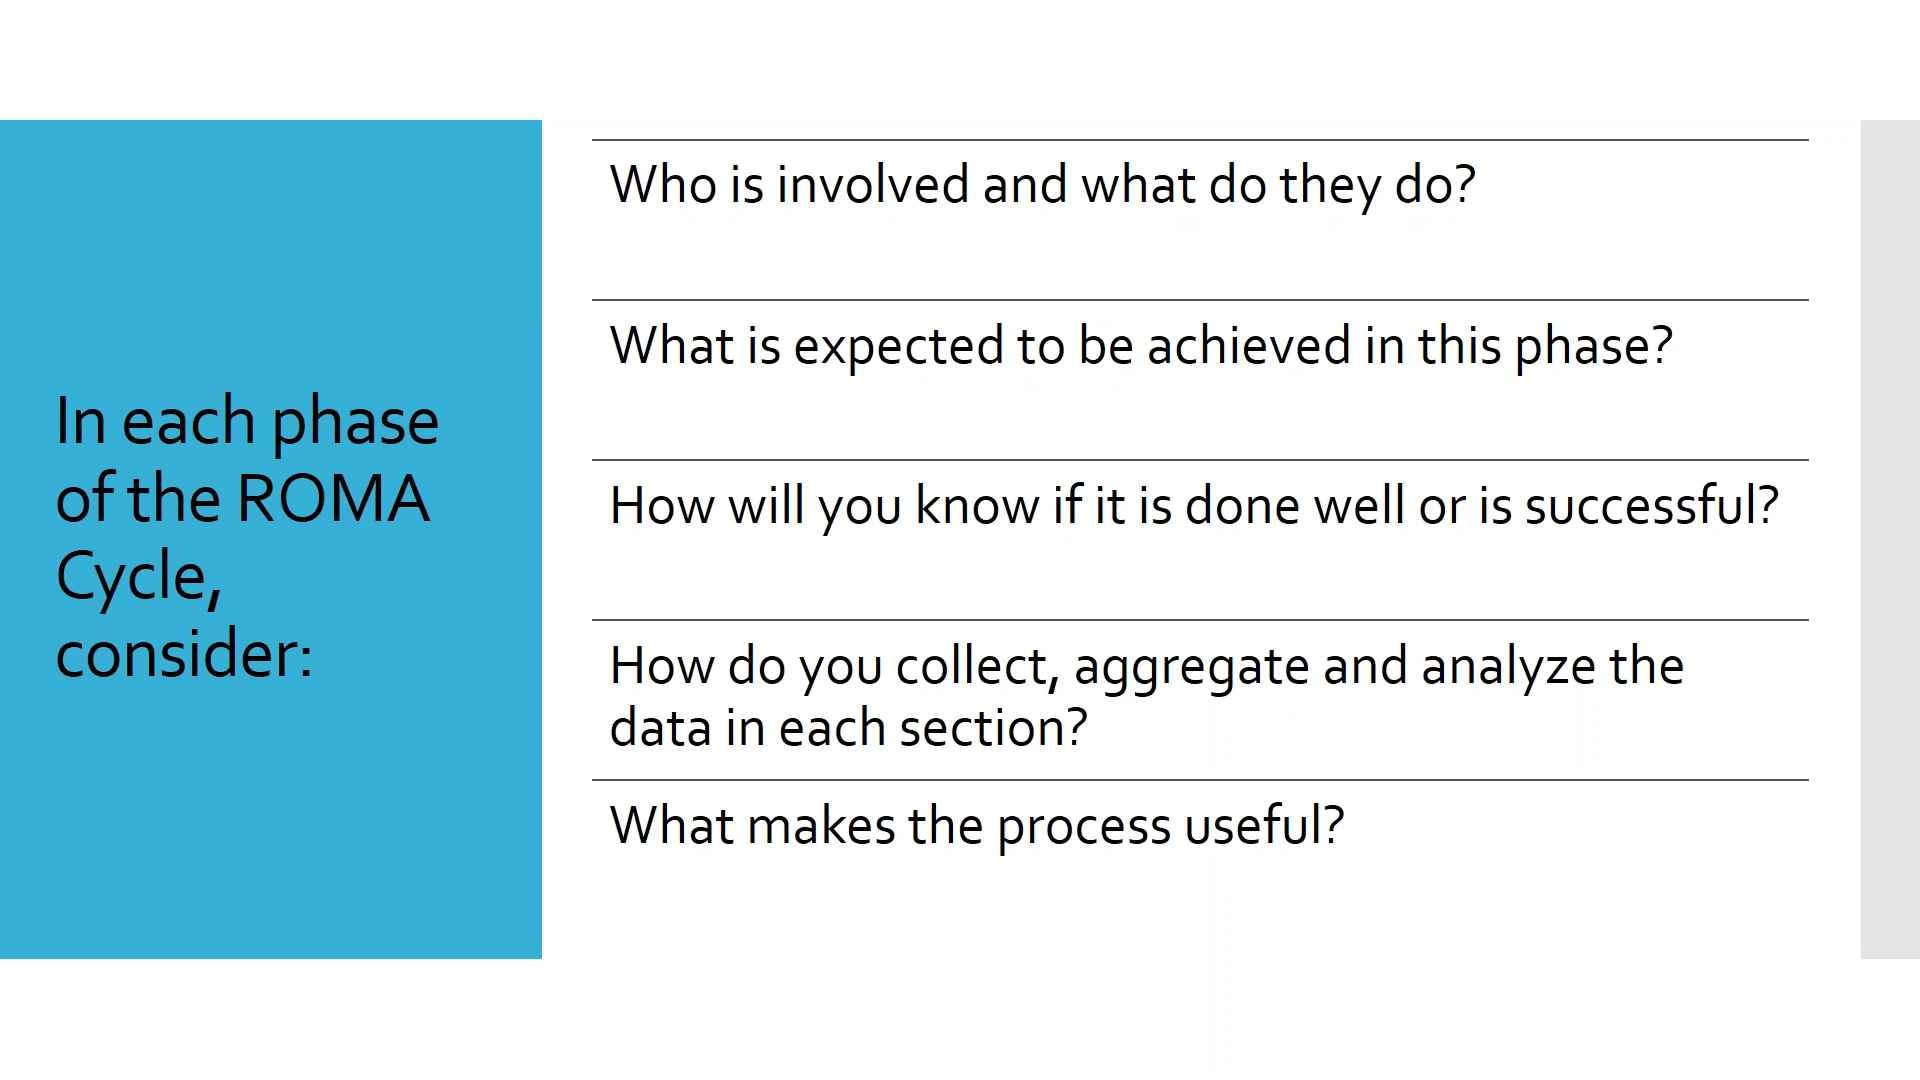 In each phase
of the ROMA
Cycle,
consider:
Who is involved and what do they do?
What is expected to be achieved in this phase?
How will you know if it is done well or is successful?
How do you collect, aggregate and analyze the
data in each section?
What makes the process useful?